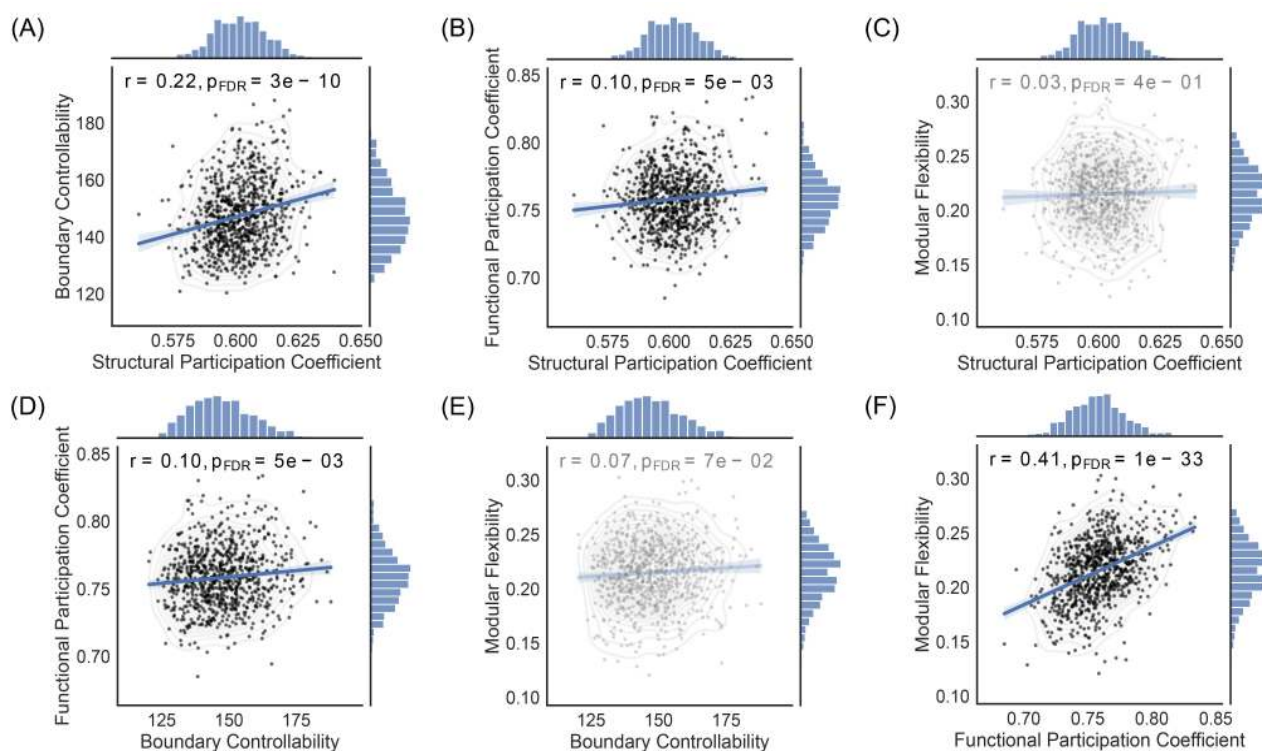 (A)
r = 0.22, pFDR = 3e − 10
Boundary Controllability
180
160
140
120
0.575 0.600 0.625 0.650
Structural Participation Coefficient
(B)
r = 0.10, pFDR = 5e − 03
Functional Participation Coefficient
0.85
0.80
0.75
0.70
0.575 0.600 0.625 0.650
Structural Participation Coefficient
(C)
r = 0.03, pFDR = 4e − 01
Modular Flexibility
0.30
0.25
0.20
0.15
0.10
0.575 0.600 0.625 0.650
Structural Participation Coefficient
(D)
r = 0.10, pFDR = 5e − 03
Functional Participation Coefficient
0.85
0.80
0.75
0.70
125 150 175
Boundary Controllability
(E)
r = 0.07, pFDR = 7e − 02
Modular Flexibility
0.30
0.25
0.20
0.15
0.10
125 150 175
Boundary Controllability
(F)
r = 0.41, pFDR = 1e − 33
Modular Flexibility
0.30
0.25
0.20
0.15
0.10
0.70 0.75 0.80 0.85
Functional Participation Coefficient